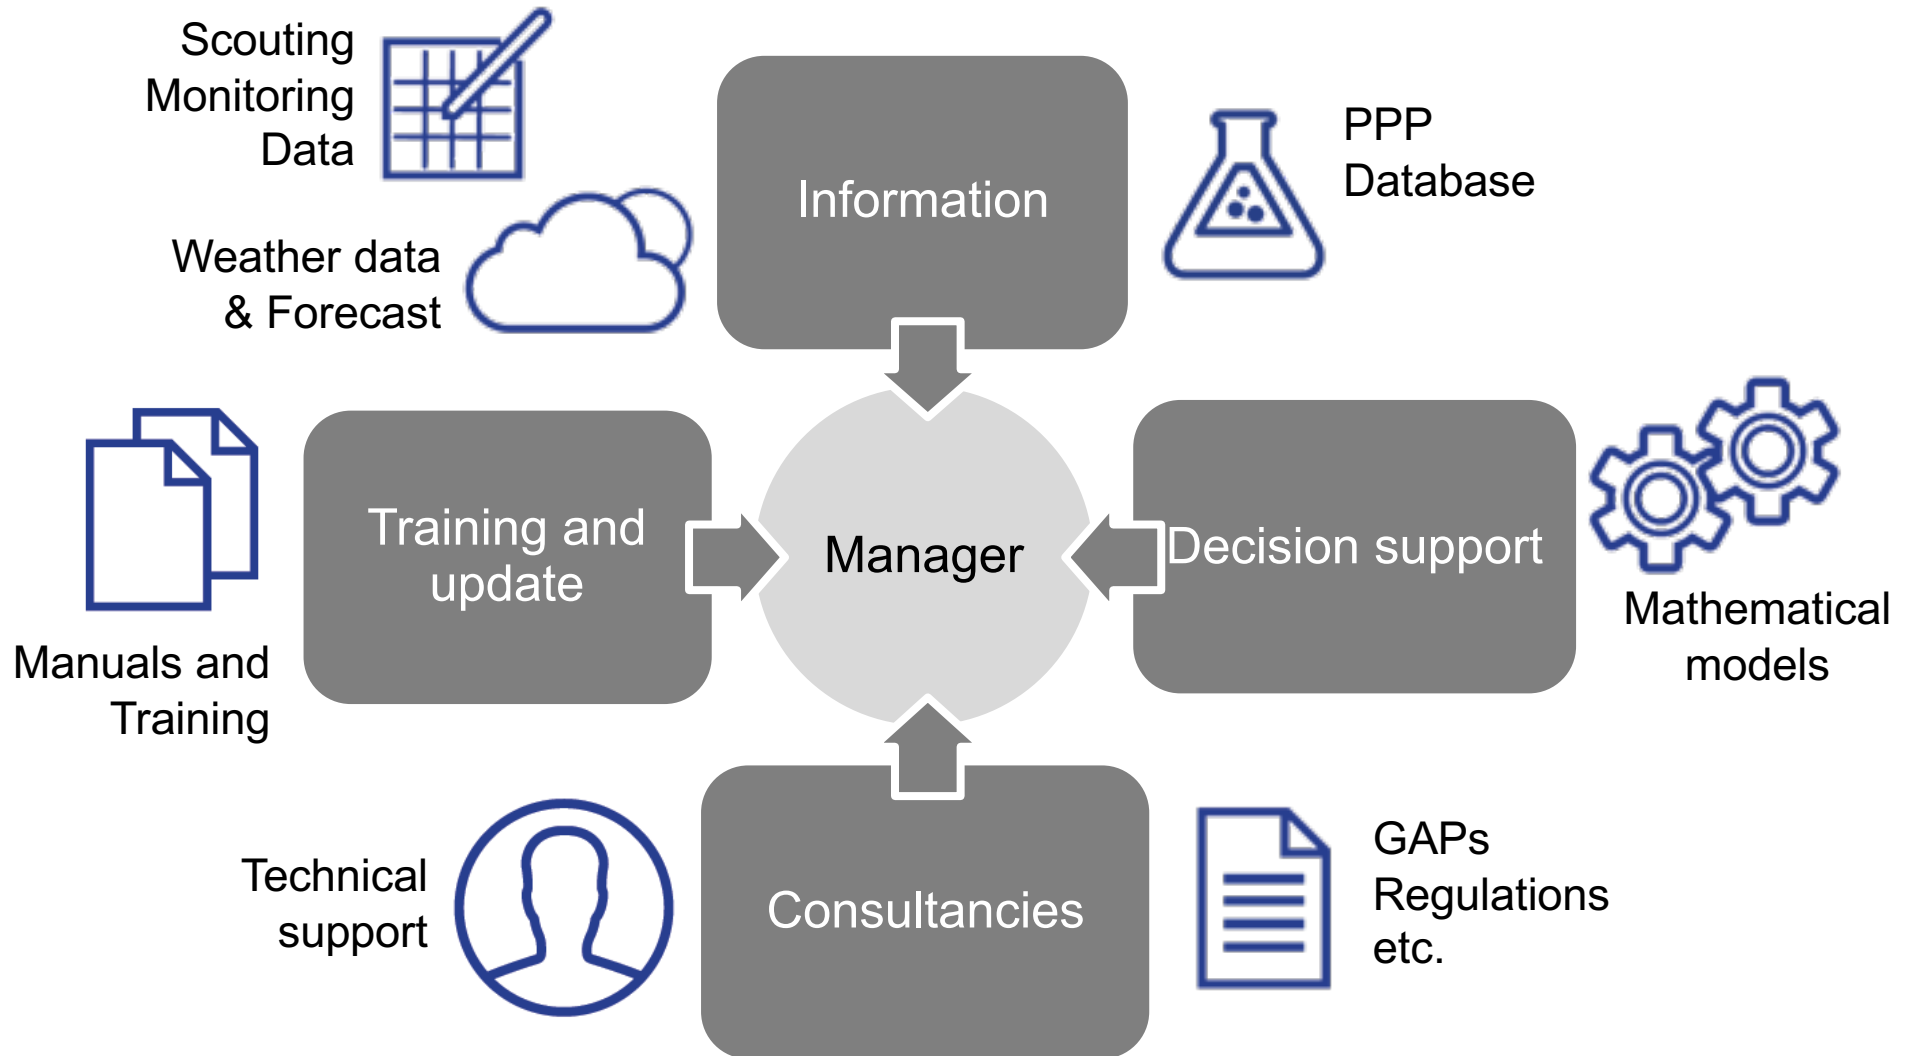 Scouting
Monitoring
Data
Information
PPP
Database
Weather data
& Forecast
Training and
update
Manager
Decision support
Manuals and
Training
Mathematical
models
Technical
support
Consultancies
GAPs
Regulations
etc.